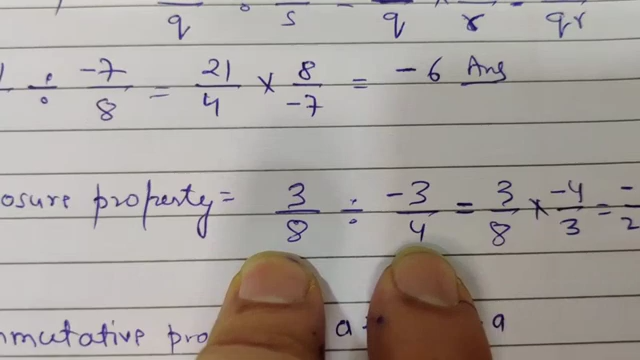 q ÷ s = q × r = qr
÷ -7/8 = 21/4 × 8/-7 = -6 Ans
osure property = 3/8 ÷ -3/4 = 3/8 × -4/3 = -/2
mmutative pro a a